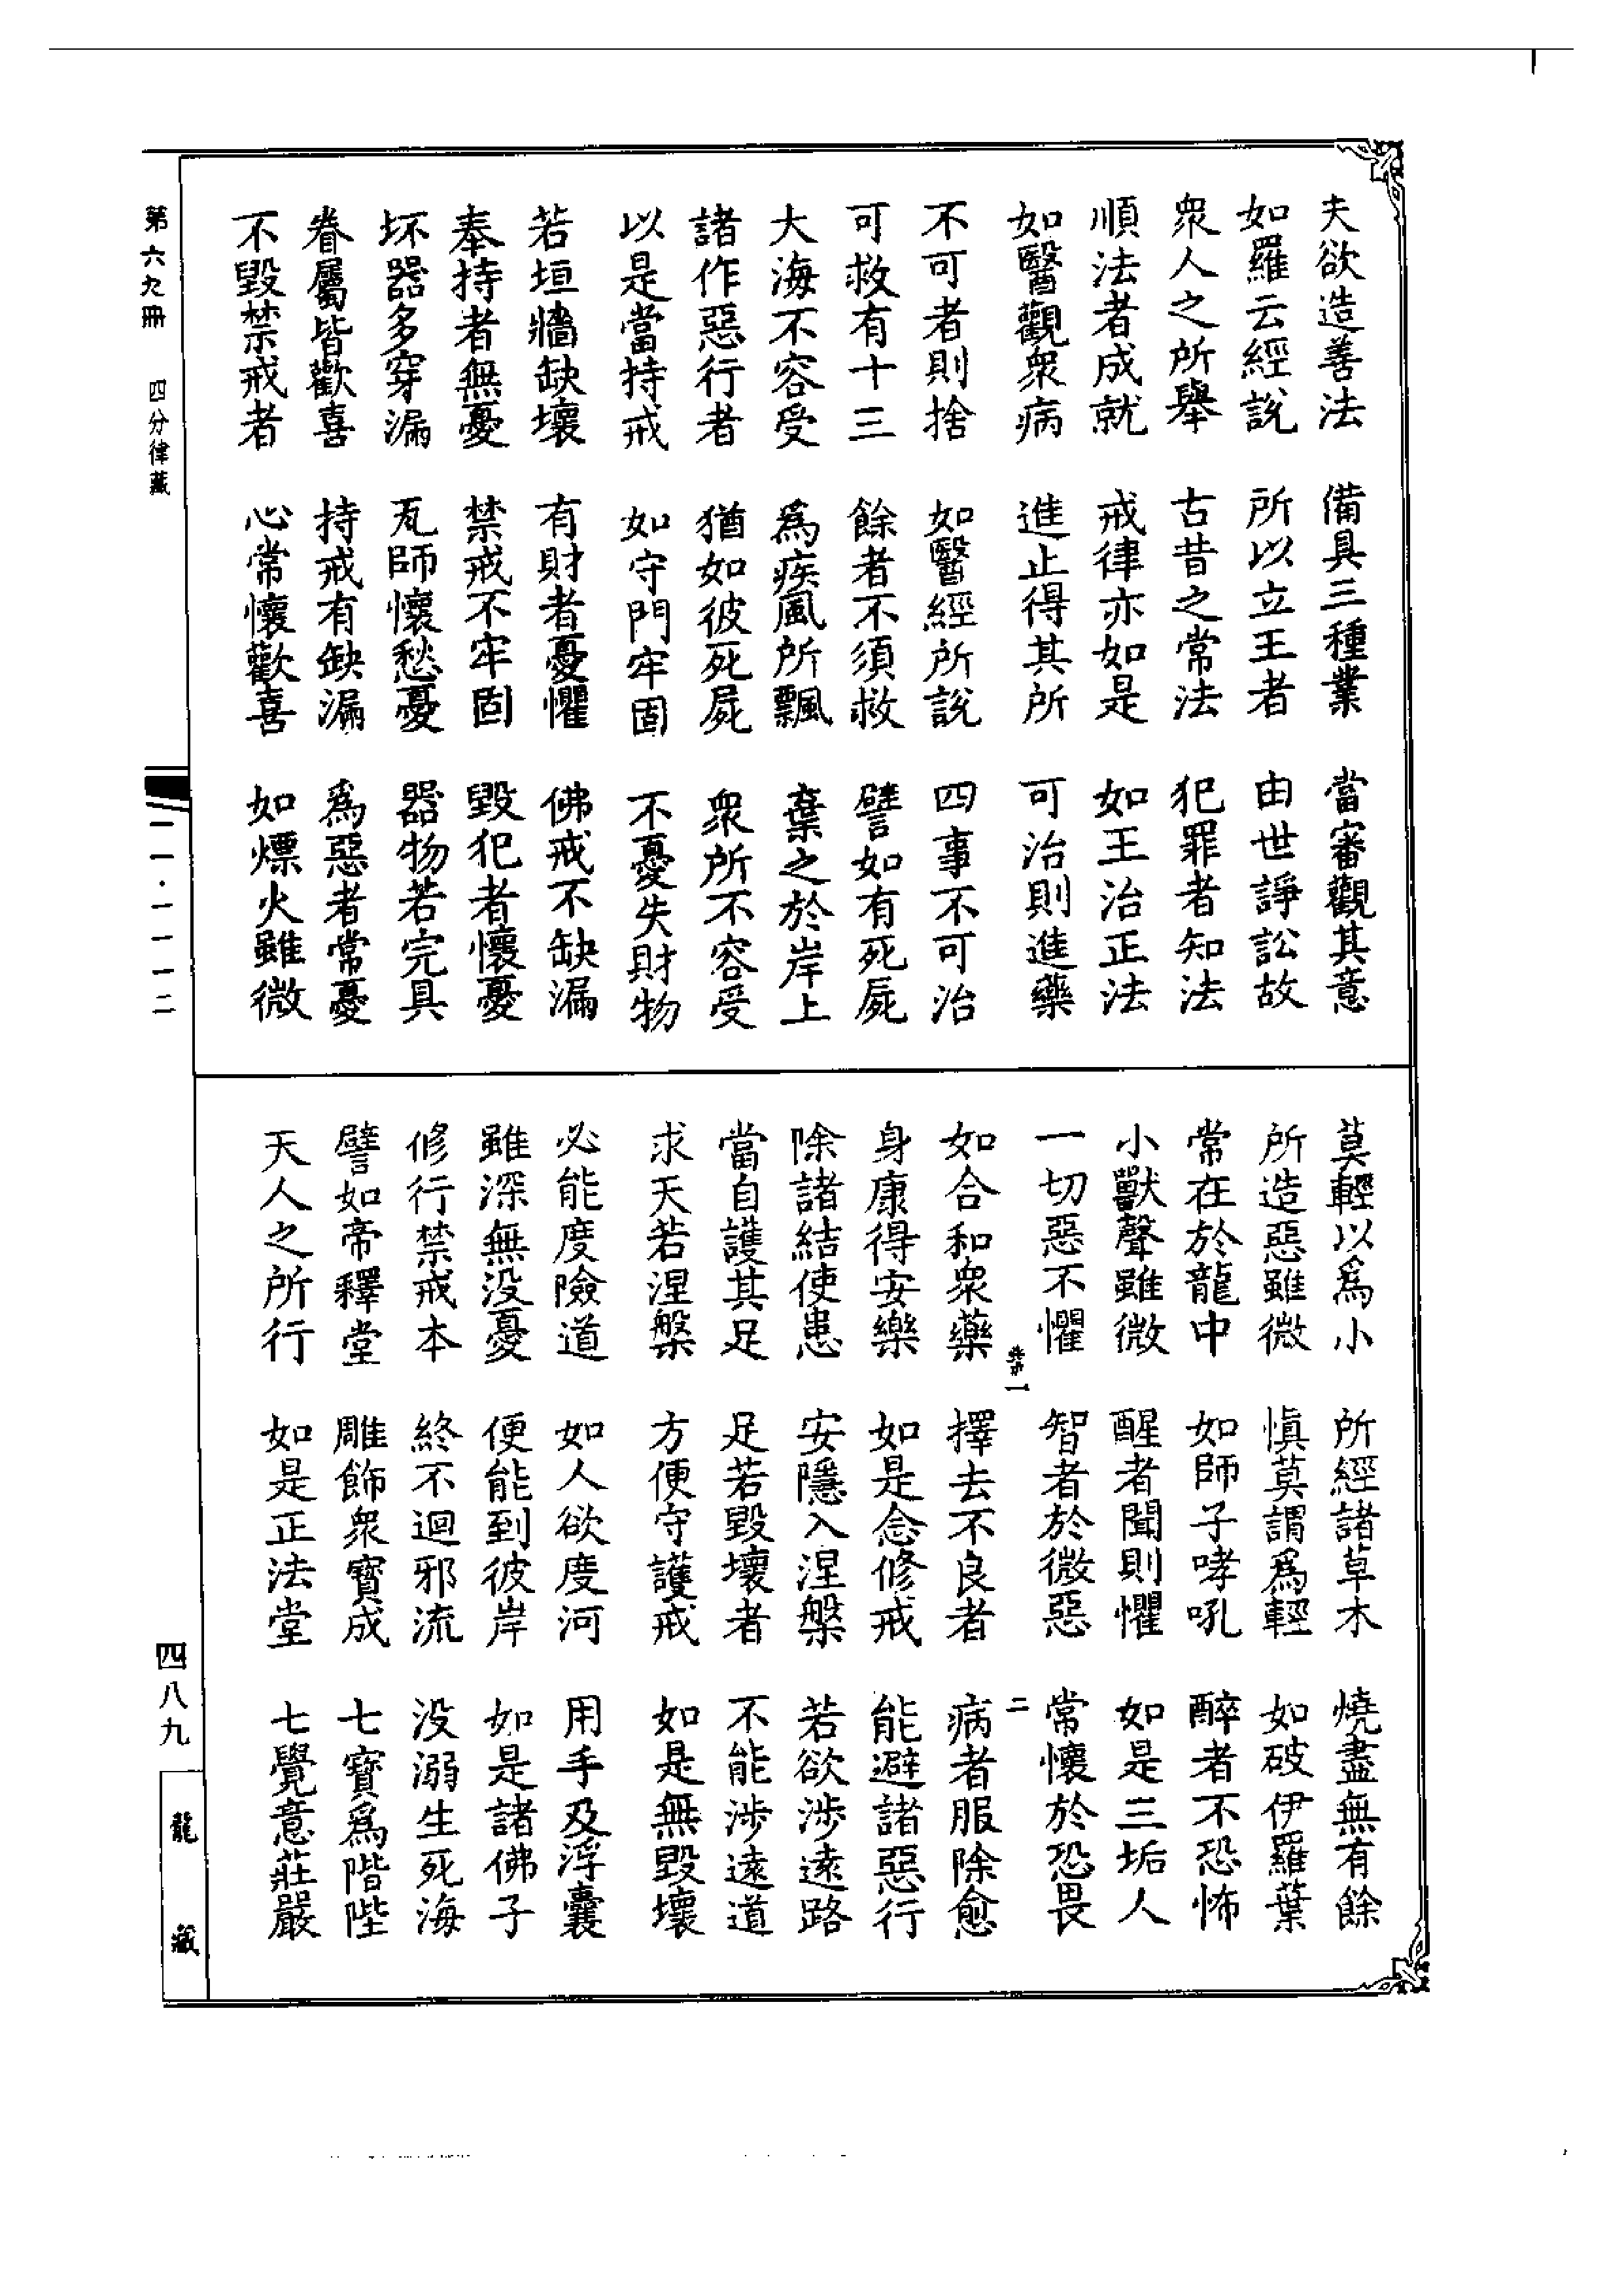 夫欲造善法　備具三種業　當審觀其意
如羅云經說　所以立王者　由世諍訟故
衆人之所舉　古昔之常法　犯罪者知法
順法者成就　戒律亦如是　如王治正法
如醫觀衆病　進止得其所　可治則進藥
不可者則捨　如醫經所說　四事不可治
可救有十三　餘者不須救　譬如有死屍
大海不容受　爲疾風所飄　棄之於岸上
諸作惡行者　猶如彼死屍　衆所不容受
以是當持戒　如守門牢固　不憂失財物
若垣牆缺壞　有財者憂懼　佛戒不缺漏
奉持者無憂　禁戒不牢固　毀犯者懷憂
坏器多穿漏　瓦師懷愁憂　器物若完具
眷屬皆歡喜　持戒有缺漏　爲惡者常憂
不毀禁戒者　心常懷歡喜　如熛火雖微
莫輕以爲小　所經諸草木　燒盡無有餘
所造惡雖微　慎莫謂爲輕　如破伊羅葉
常在於龍中　如師子哮吼　醉者不恐怖
小獸聲雖微　醒者聞則懼　如是三垢人
一切惡不懼　智者於微惡　常懷於恐畏
二
如合和衆藥　擇去不良者　病者服除愈
身康得安樂　如是念修戒　能避諸惡行
除諸結使患　安隱入涅槃　若欲涉遠路
當自護其足　足若毀壞者　不能涉遠道
求天若涅槃　方便守護戒　如是無毀壞
必能度險道　如人欲度河　用手及浮囊
雖深無没憂　便能到彼岸　如是諸佛子
修行禁戒本　終不迴邪流　没溺生死海
譬如帝釋堂　雕飾衆寶成　七寶爲階陛
天人之所行　如是正法堂　七覺意莊嚴
第六九冊　四分律藏
一一·一一一二
四八九
龍藏